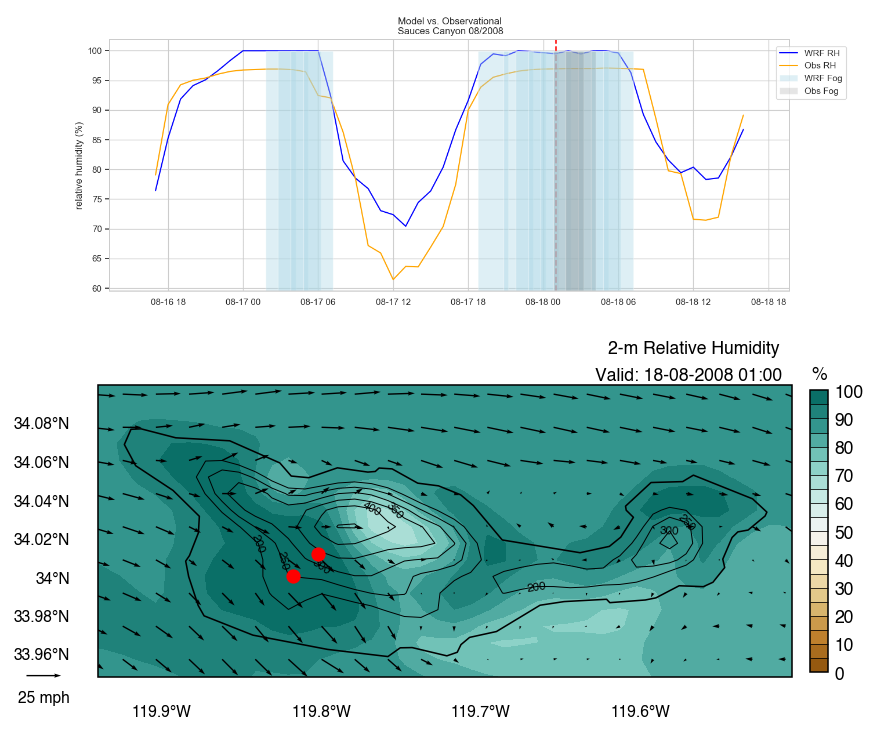 Model vs. Observational
Sauces Canyon 08/2008
relative humidity (%)
100
95
90
85
80
75
70
65
60
08-16 18
08-17 00
08-17 06
08-17 12
08-17 18
08-18 00
08-18 06
08-18 12
08-18 18
WRF RH
Obs RH
WRF Fog
Obs Fog
2-m Relative Humidity
Valid: 18-08-2008 01:00
%
34.08°N
34.06°N
34.04°N
34.02°N
34°N
33.98°N
33.96°N
25 mph
119.9°W
119.8°W
119.7°W
119.6°W
400
200
300
200
100
90
80
70
60
50
40
30
20
10
0